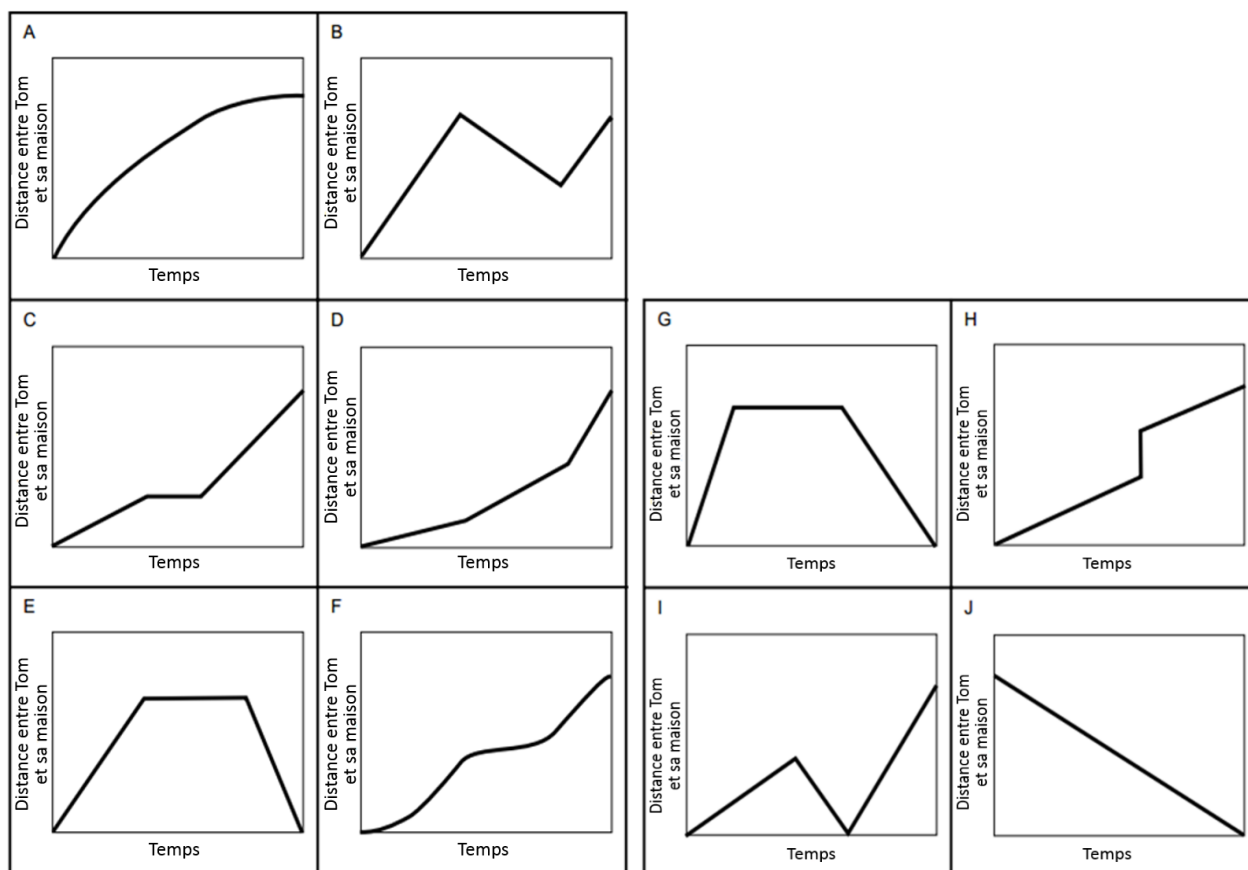 A
Distance entre Tom
et sa maison
Temps
B
Distance entre Tom
et sa maison
Temps
C
Distance entre Tom
et sa maison
Temps
D
Distance entre Tom
et sa maison
Temps
G
Distance entre Tom
et sa maison
Temps
H
Distance entre Tom
et sa maison
Temps
E
Distance entre Tom
et sa maison
Temps
F
Distance entre Tom
et sa maison
Temps
I
Distance entre Tom
et sa maison
Temps
J
Distance entre Tom
et sa maison
Temps